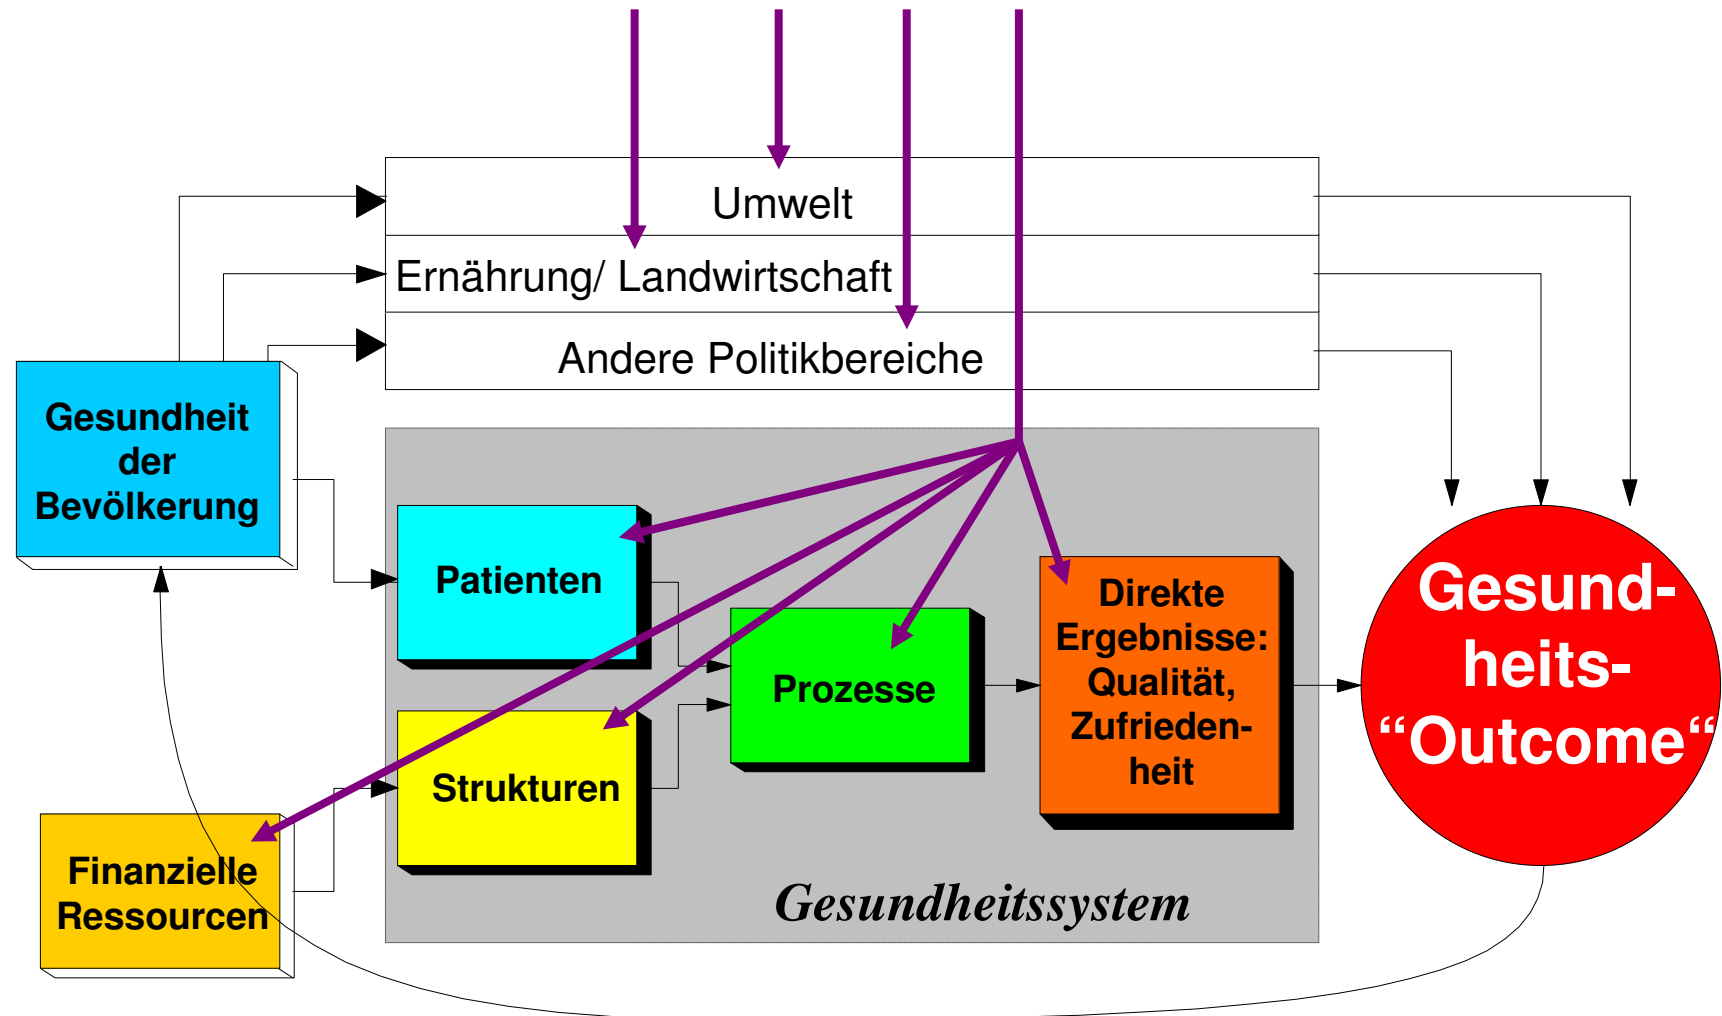 Umwelt
Ernährung/ Landwirtschaft
Andere Politikbereiche
Gesundheit
der
Bevölkerung
Patienten
Strukturen
Prozesse
Direkte
Ergebnisse:
Qualität,
Zufrieden-
heit
Gesund-
heits-
“Outcome“
Finanzielle
Ressourcen
Gesundheitssystem